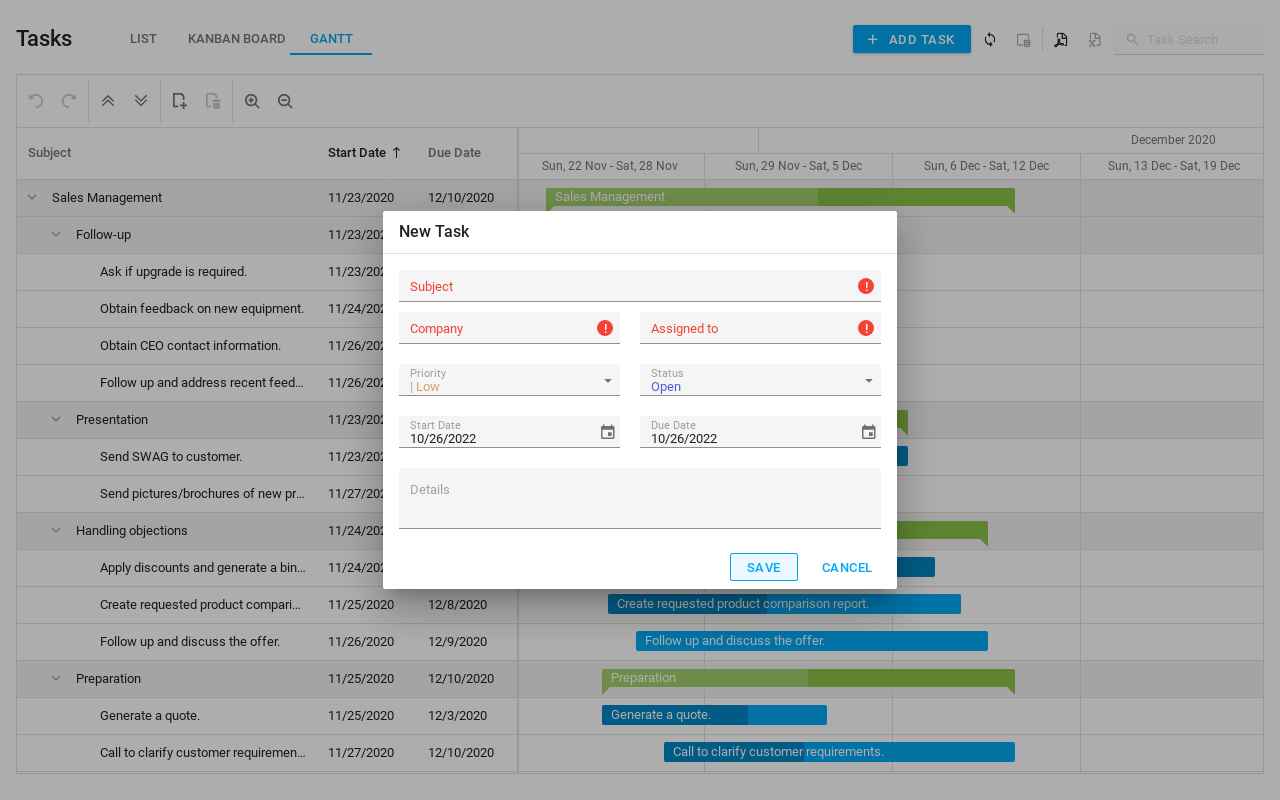 Tasks
LIST
KANBAN BOARD
GANTT
ADD TASK
Task Search
Subject
Start Date
Due Date
December 2020
Sun, 22 Nov - Sat, 28 Nov
Sun, 29 Nov - Sat, 5 Dec
Sun, 6 Dec - Sat, 12 Dec
Sun, 13 Dec - Sat, 19 Dec
Sales Management 11/23/2020 12/10/2020 Sales Management
Follow-up 11/23/202
Ask if upgrade is required. 11/23/202
Obtain feedback on new equipment. 11/24/202
Obtain CEO contact information. 11/26/202
Follow up and address recent feed... 11/26/202
Presentation 11/23/202
Send SWAG to customer. 11/23/202
Send pictures/brochures of new pr... 11/27/202
Handling objections 11/24/202
Apply discounts and generate a bin... 11/24/202
Create requested product compari... 11/25/2020 12/8/2020 Create requested product comparison report.
Follow up and discuss the offer. 11/26/2020 12/9/2020 Follow up and discuss the offer.
Preparation 11/25/2020 12/10/2020 Preparation
Generate a quote. 11/25/2020 12/3/2020 Generate a quote.
Call to clarify customer requiremen... 11/27/2020 12/10/2020 Call to clarify customer requirements.
New Task
Subject
Company
Assigned to
Priority
| Low
Status
Open
Start Date
10/26/2022
Due Date
10/26/2022
Details
SAVE
CANCEL